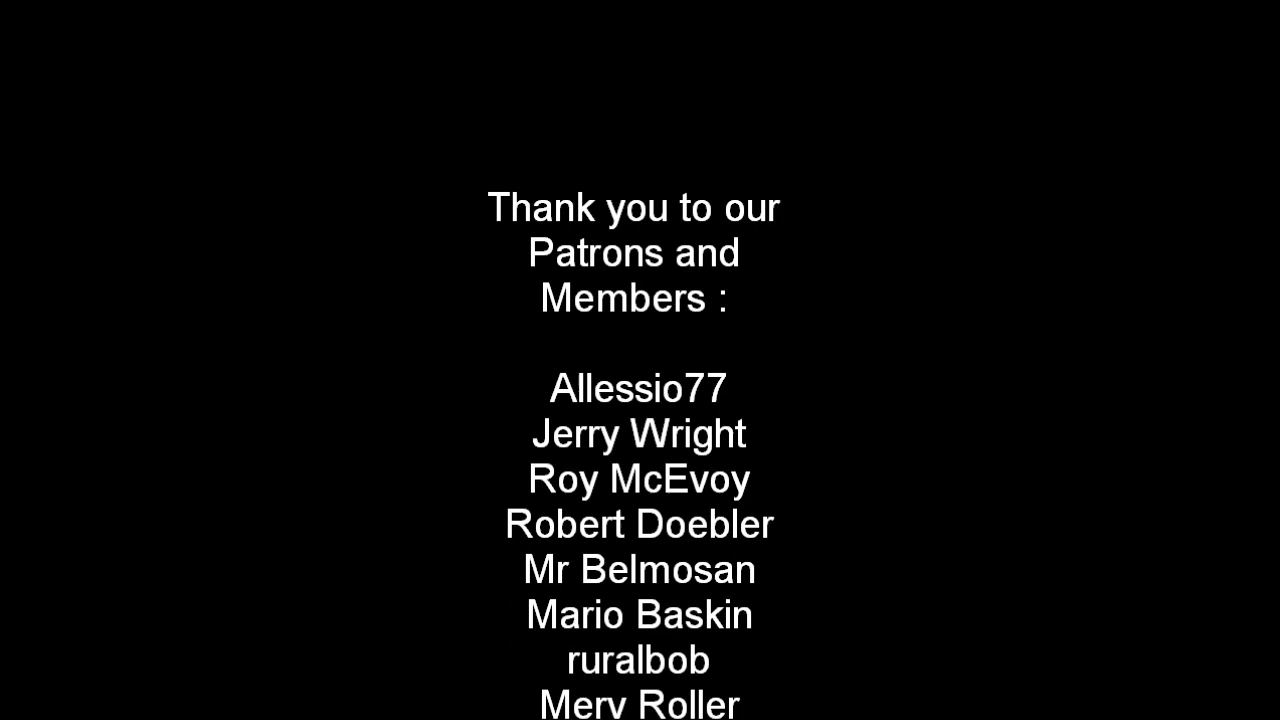 Thank you to our
Patrons and
Members :
Allessio77
Jerry Wright
Roy McEvoy
Robert Doebler
Mr Belmosan
Mario Baskin
ruralbob
Merv Roller